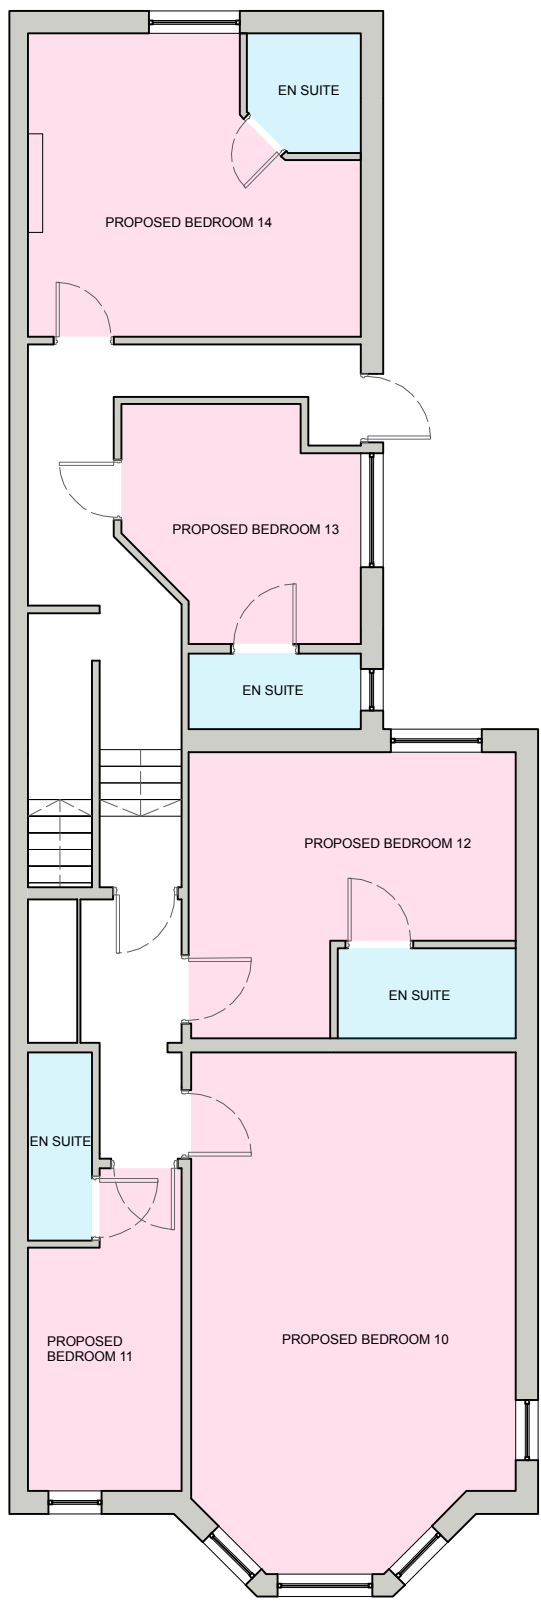 EN SUITE
PROPOSED BEDROOM 14
PROPOSED BEDROOM 13
EN SUITE
PROPOSED BEDROOM 12
EN SUITE
EN SUITE
PROPOSED BEDROOM 10
PROPOSED
BEDROOM 11